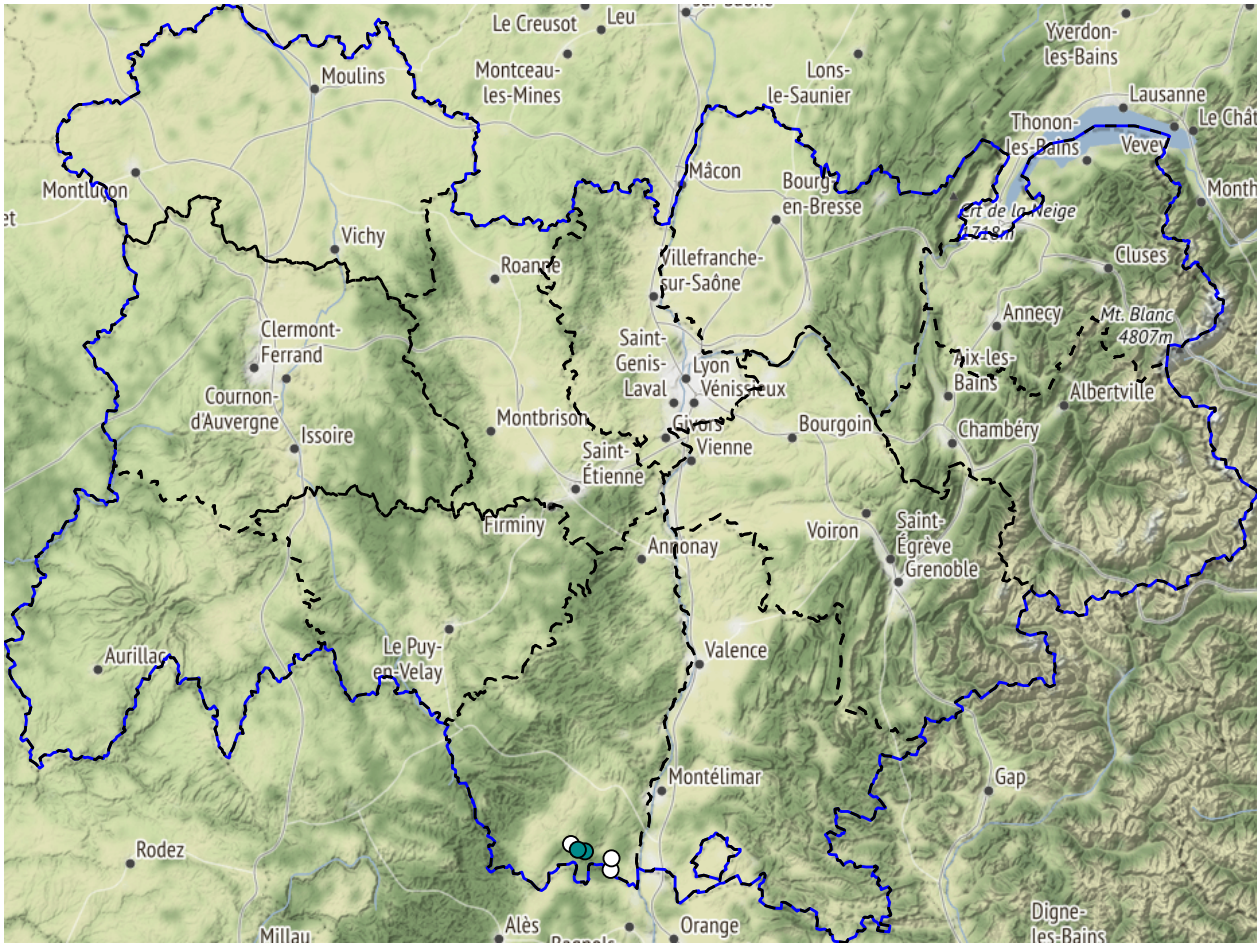 Le Creusot
Leu
sur-Saône
Yverdon-
les-Bains
Moulins
Montceau-
les-Mines
Lons-
le-Saunier
Lausanne
Thonon-
les-Bains
Le Chât
Vevey
Montluçon
Mâcon
Bourg-
en-Bresse
Month
et
Vichy
Roanne
Villefranche-
sur-Saône
Cluses
Annecy
Mt. Blanc
4807m
Clermont-
Ferrand
Saint-
Genis-
Laval
Lyon
Vénissieux
Aix-les-
Bains
Albertville
Cournon-
d'Auvergne
Issoire
Montbrison
Givors
Bourgoin
Chambéry
Vienne
Saint-
Étienne
Firminy
Voiron
Saint-
Égrève
Grenoble
Annonay
Aurillac
Le Puy-
en-Velay
Valence
Montélimar
Gap
Rodez
Alès
Orange
Digne-
les-Bains
Millau
1718m